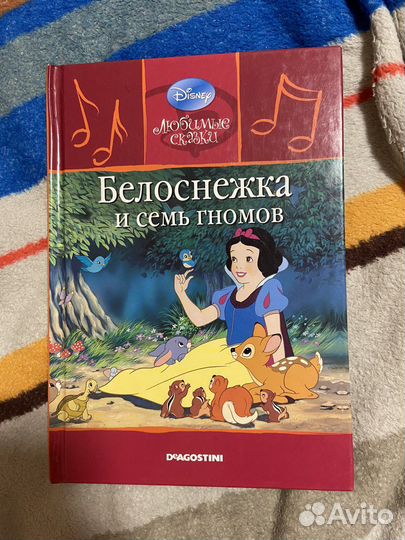 Disney
Любимые
сказки
Белоснежка
и семь гномов
DeAGOSTINI
Avito